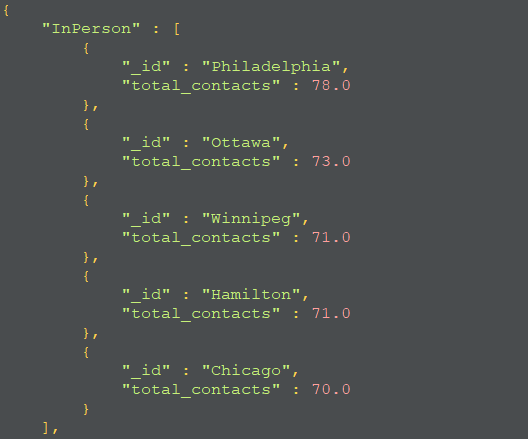 {
    "InPerson" : [
        {
            "_id" : "Philadelphia",
            "total_contacts" : 78.0
        },
        {
            "_id" : "Ottawa",
            "total_contacts" : 73.0
        },
        {
            "_id" : "Winnipeg",
            "total_contacts" : 71.0
        },
        {
            "_id" : "Hamilton",
            "total_contacts" : 71.0
        },
        {
            "_id" : "Chicago",
            "total_contacts" : 70.0
        }
    ],